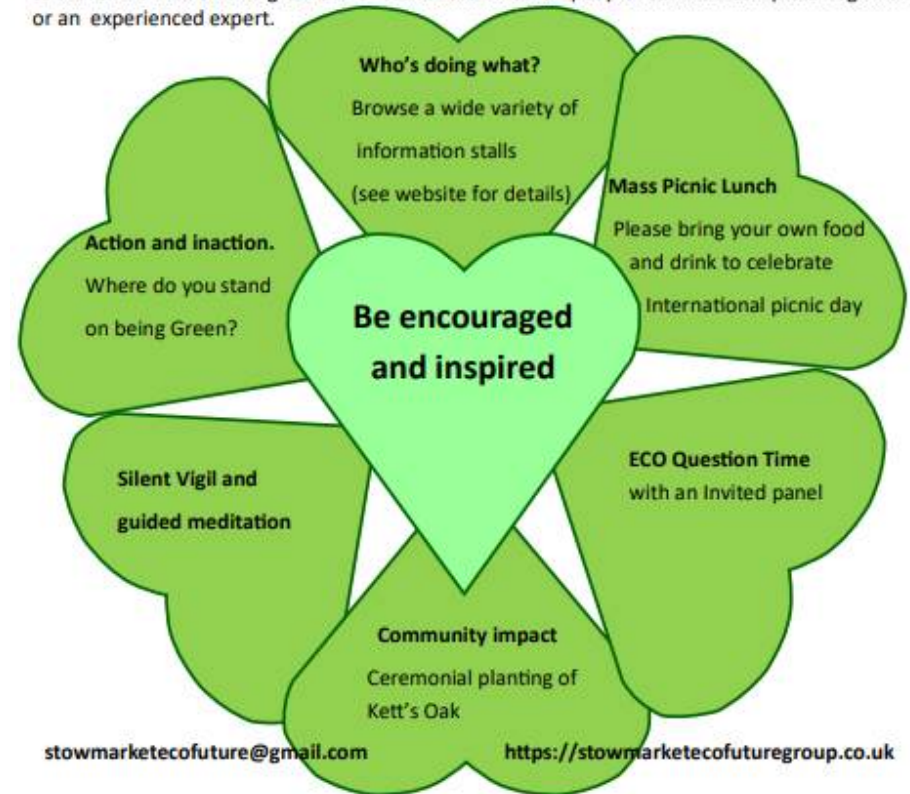 or an experienced expert.
Who's doing what?
Browse a wide variety of
information stalls
(see website for details)
Mass Picnic Lunch
Please bring your own food
and drink to celebrate
International picnic day
Action and inaction.
Where do you stand
on being Green?
Be encouraged
and inspired
ECO Question Time
with an Invited panel
Silent Vigil and
guided meditation
Community impact
Ceremonial planting of
Kett's Oak
stowmarketecofuture@gmail.com
https://stowmarketecofuturegroup.co.uk